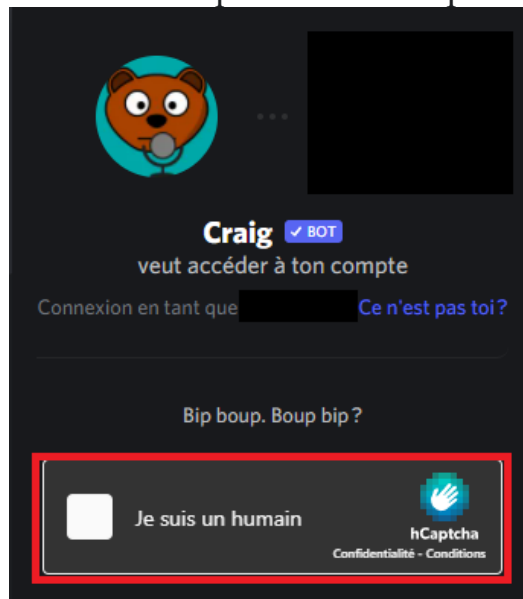 Craig ✓ BOT
veut accéder à ton compte
Connexion en tant que Ce n'est pas toi ?
Bip boup. Boup bip ?
Je suis un humain
hCaptcha
Confidentialité - Conditions